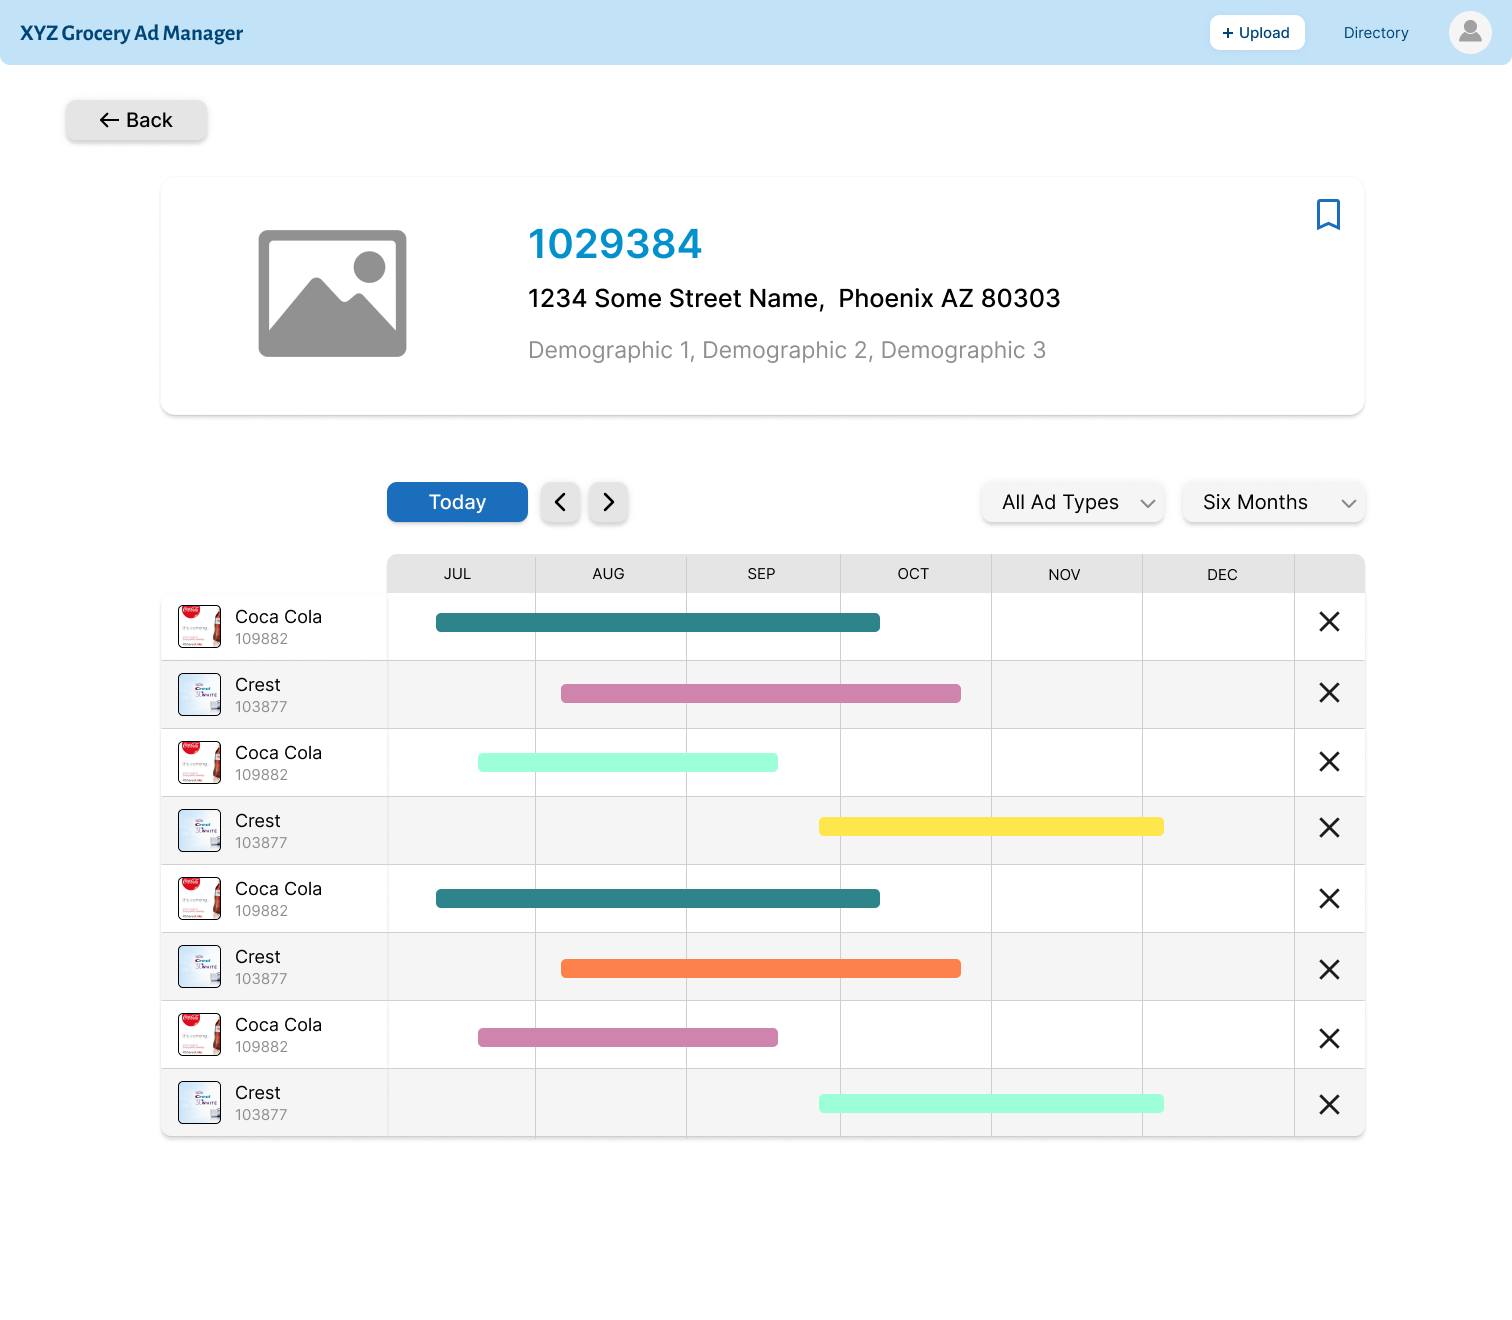 XYZ Grocery Ad Manager
+ Upload
Directory
← Back
1029384
1234 Some Street Name,  Phoenix AZ 80303
Demographic 1, Demographic 2, Demographic 3
Today
All Ad Types
Six Months
JUL AUG SEP OCT NOV DEC
Coca Cola
109882
Crest
103877
Coca Cola
109882
Crest
103877
Coca Cola
109882
Crest
103877
Coca Cola
109882
Crest
103877